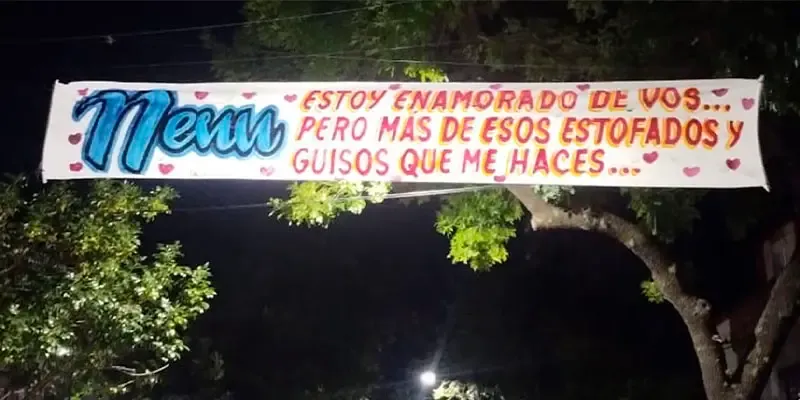 Nenu
ESTOY ENAMORADO DE VOS...
PERO MÁS DE ESOS ESTOFADOS Y
GUISOS QUE ME HACES...